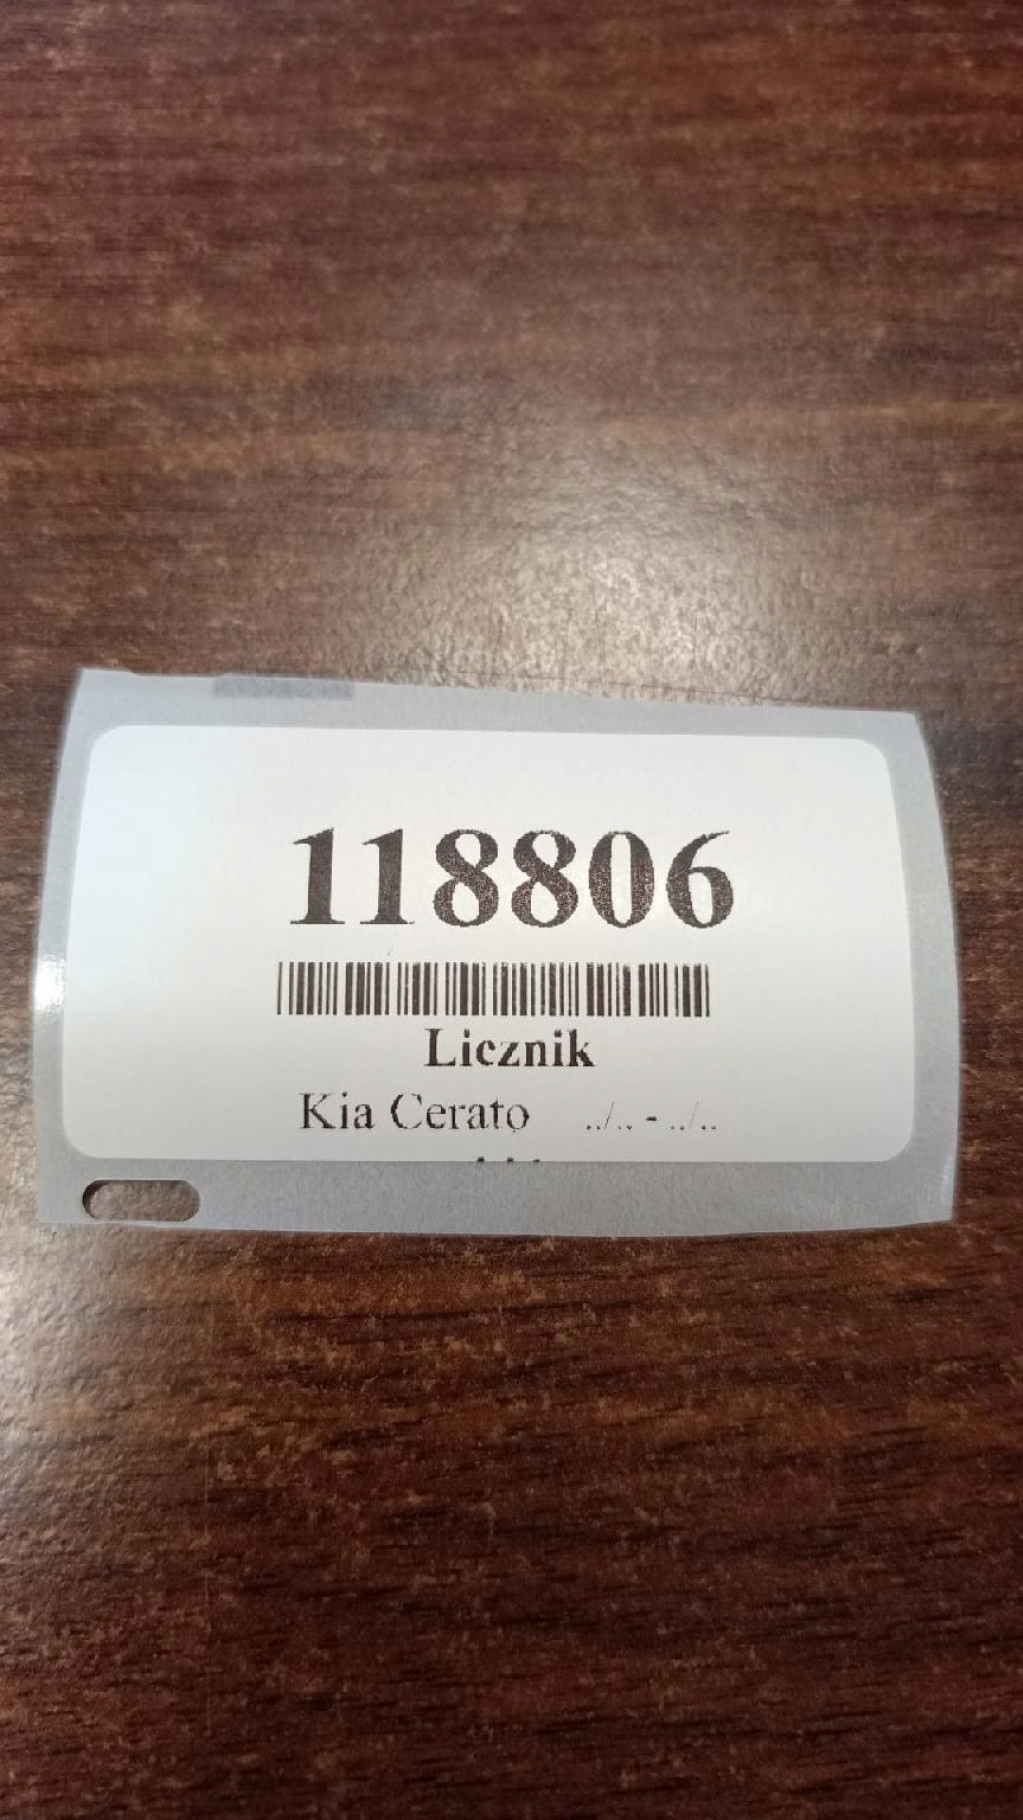 118806
Licznik
Kia Cerato ../.. - ../..